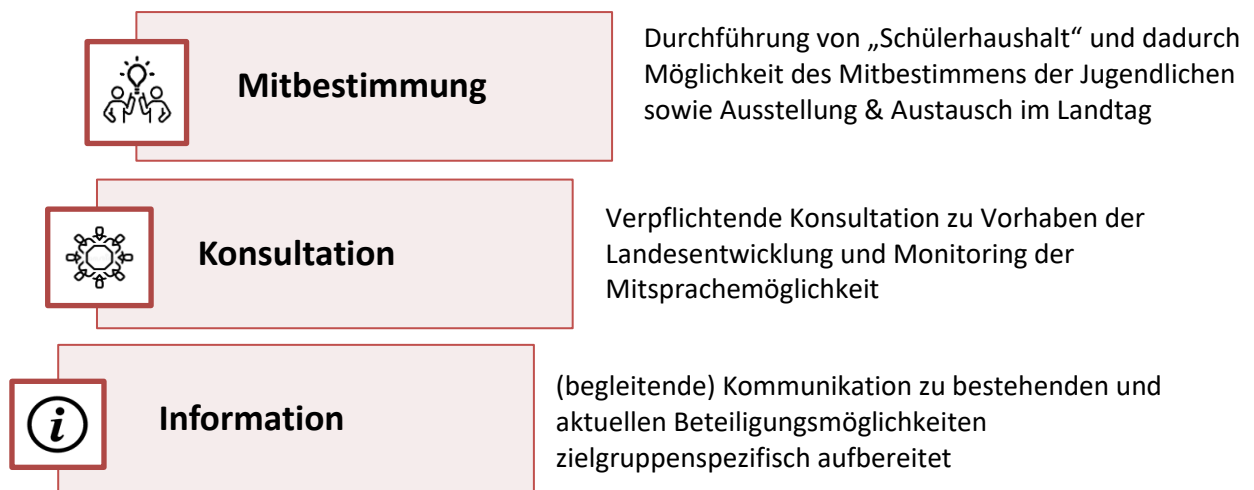 Mitbestimmung
Durchführung von „Schülerhaushalt“ und dadurch
Möglichkeit des Mitbestimmens der Jugendlichen
sowie Ausstellung & Austausch im Landtag
Konsultation
Verpflichtende Konsultation zu Vorhaben der
Landesentwicklung und Monitoring der
Mitsprachemöglichkeit
i
Information
(begleitende) Kommunikation zu bestehenden und
aktuellen Beteiligungsmöglichkeiten
zielgruppenspezifisch aufbereitet